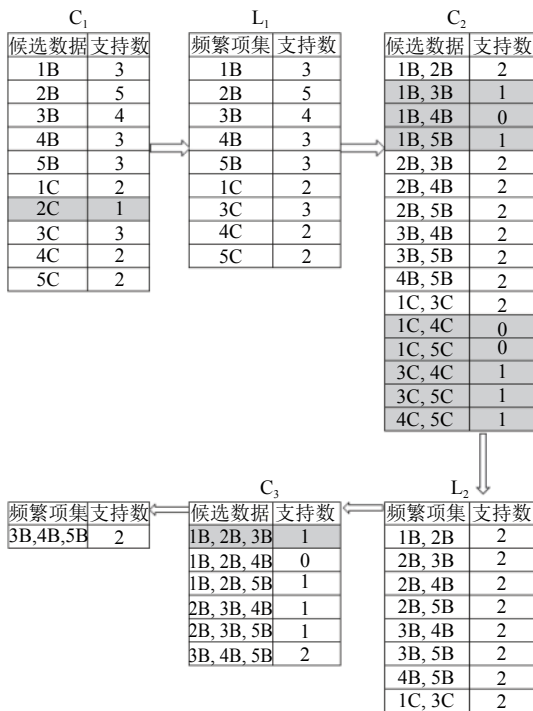 C₁
候选数据 支持数
1B 3
2B 5
3B 4
4B 3
5B 3
1C 2
2C 1
3C 3
4C 2
5C 2
L₁
频繁项集 支持数
1B 3
2B 5
3B 4
4B 3
5B 3
1C 2
3C 3
4C 2
5C 2
C₂
候选数据 支持数
1B, 2B 2
1B, 3B 1
1B, 4B 0
1B, 5B 1
2B, 3B 2
2B, 4B 2
2B, 5B 2
3B, 4B 2
3B, 5B 2
4B, 5B 2
1C, 3C 2
1C, 4C 0
1C, 5C 0
3C, 4C 1
3C, 5C 1
4C, 5C 1
L₂
频繁项集 支持数
1B, 2B 2
2B, 3B 2
2B, 4B 2
2B, 5B 2
3B, 4B 2
3B, 5B 2
4B, 5B 2
1C, 3C 2
C₃
候选数据 支持数
1B, 2B, 3B 1
1B, 2B, 4B 0
1B, 2B, 5B 1
2B, 3B, 4B 1
2B, 3B, 5B 1
3B, 4B, 5B 2
频繁项集 支持数
3B,4B,5B 2